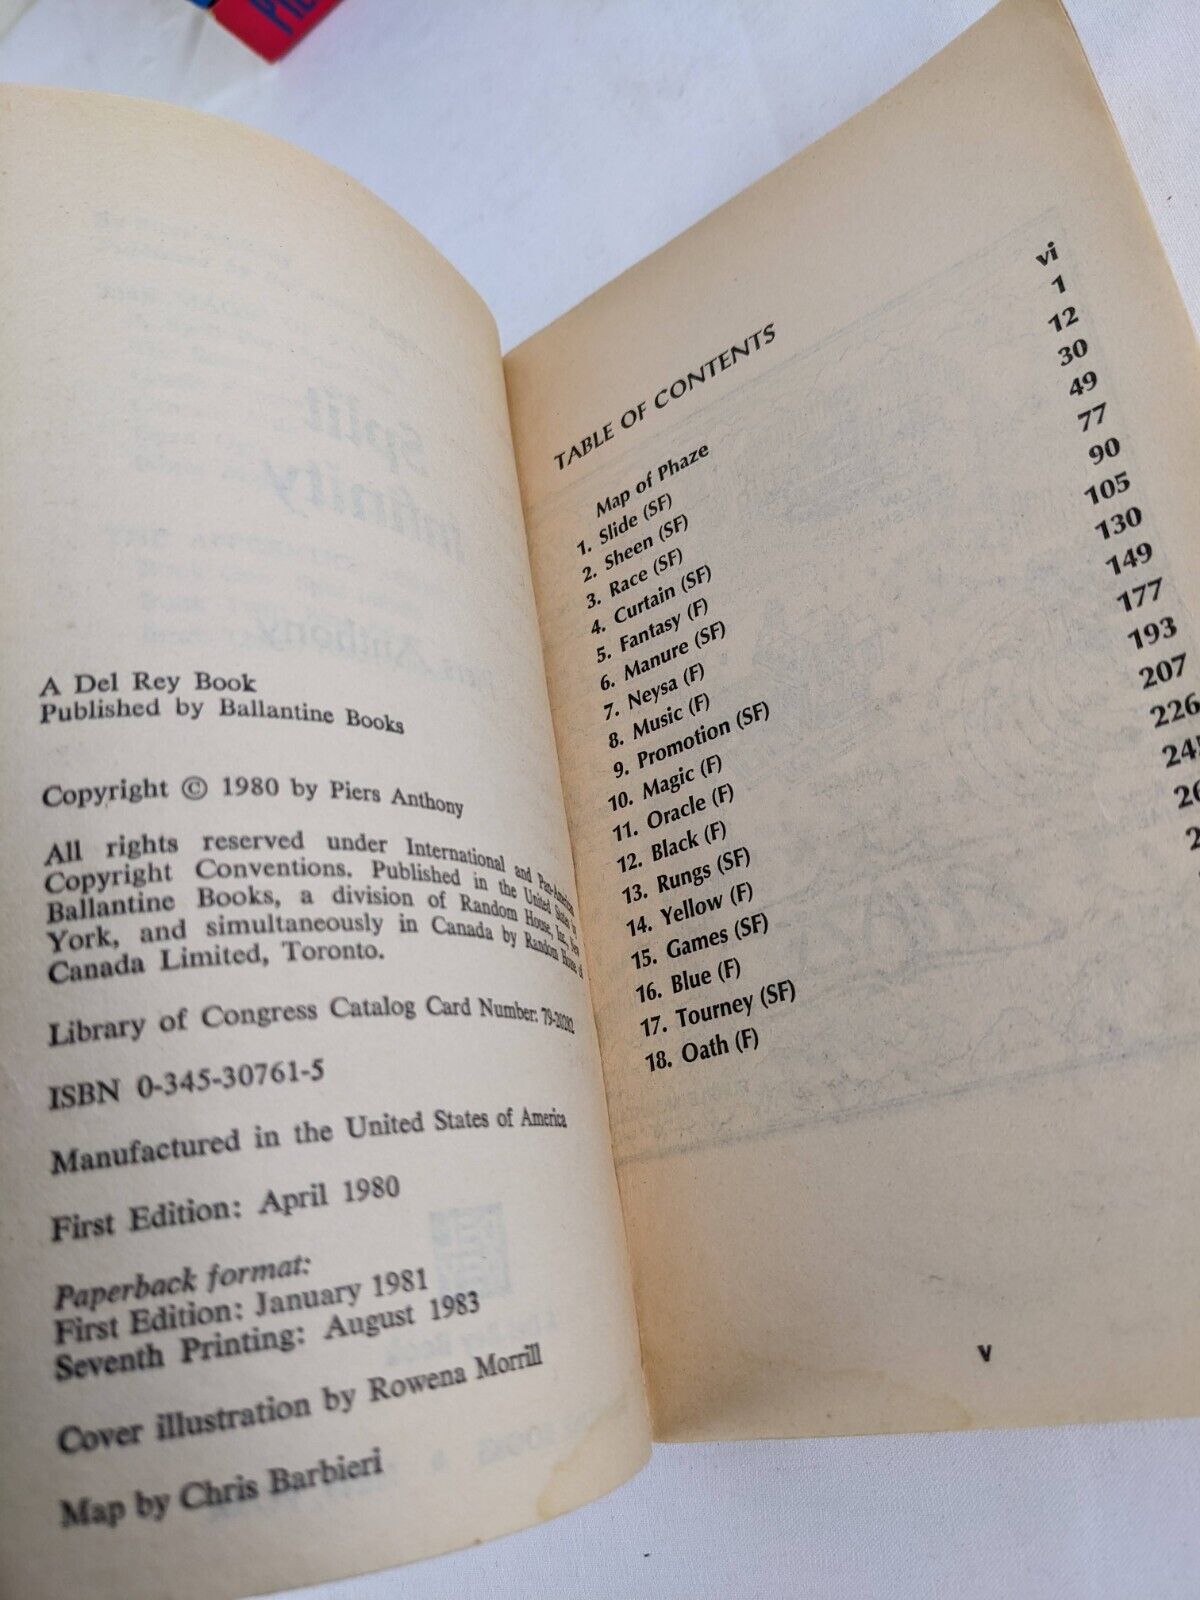 A Del Rey Book
Published by Ballantine Books
Copyright © 1980 by Piers Anthony
All rights reserved under International and Pan-American
Copyright Conventions. Published in the United States by
Ballantine Books, a division of Random House, Inc., New
York, and simultaneously in Canada by Random House of
Canada Limited, Toronto.
Library of Congress Catalog Card Number:
ISBN 0-345-30761-5
Manufactured in the United States of America
First Edition: April 1980
Paperback format:
First Edition: January 1981
Seventh Printing: August 1983
Cover illustration by Rowena Morrill
Map by Chris Barbieri
TABLE OF CONTENTS
Map of Phaze vi
1. Slide (SF) 1
2. Sheen (SF) 12
3. Race (SF) 30
4. Curtain (SF) 49
5. Fantasy (F) 77
6. Manure (SF) 90
7. Neysa (F) 105
8. Music (F) 130
9. Promotion (SF) 149
10. Magic (F) 177
11. Oracle (F) 193
12. Black (F) 207
13. Rungs (SF) 226
14. Yellow (F)
15. Games (SF)
16. Blue (F)
17. Tourney (SF)
18. Oath (F)
v